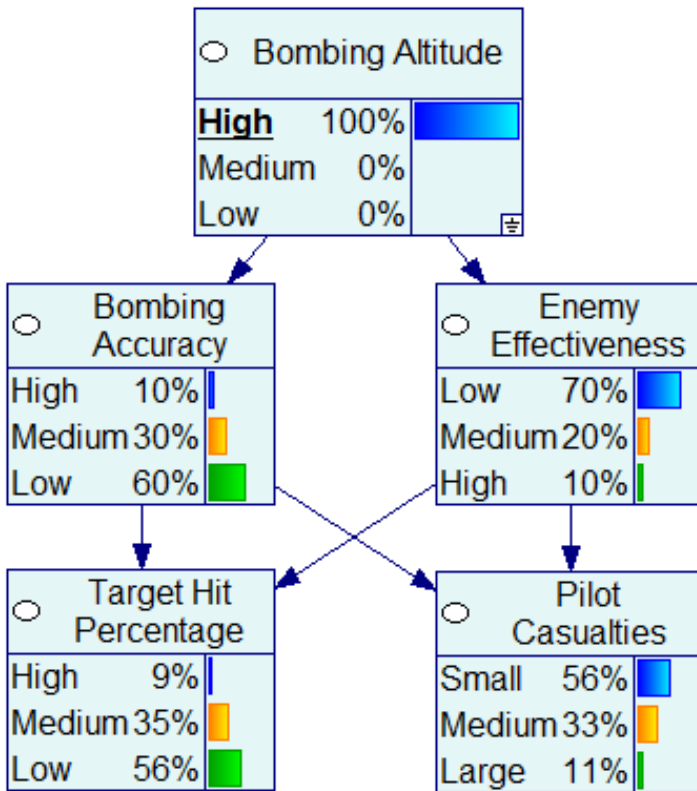 Bombing Altitude
High 100%
Medium 0%
Low 0%
Bombing
Accuracy
High 10%
Medium 30%
Low 60%
Enemy
Effectiveness
Low 70%
Medium 20%
High 10%
Target Hit
Percentage
High 9%
Medium 35%
Low 56%
Pilot
Casualties
Small 56%
Medium 33%
Large 11%